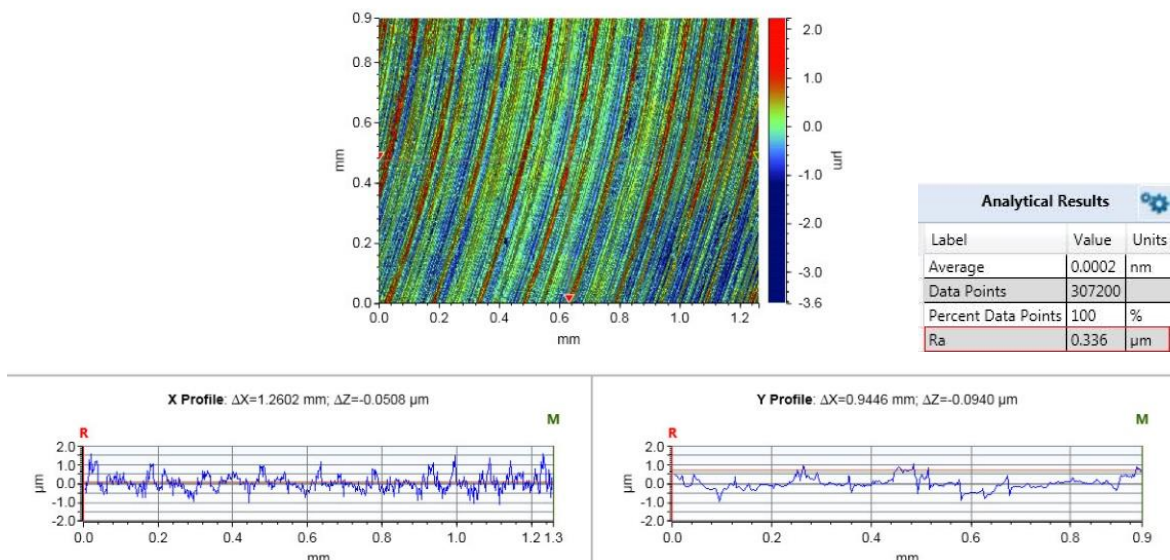 0.9
0.8
0.6
0.4
0.2
0.0
mm
0.0 0.2 0.4 0.6 0.8 1.0 1.2
mm
2.0
1.0
0.0
-1.0
-2.0
-3.0
-3.6
µm
Analytical Results
Label Value Units
Average 0.0002 nm
Data Points 307200
Percent Data Points 100 %
Ra 0.336 µm
X Profile: ΔX=1.2602 mm; ΔZ=-0.0508 µm
R M
2.0
1.0
0.0
-1.0
-2.0
µm
0.0 0.2 0.4 0.6 0.8 1.0 1.2 1.3
mm
Y Profile: ΔX=0.9446 mm; ΔZ=-0.0940 µm
R M
2.0
1.0
0.0
-1.0
-2.0
µm
0.0 0.2 0.4 0.6 0.9
mm